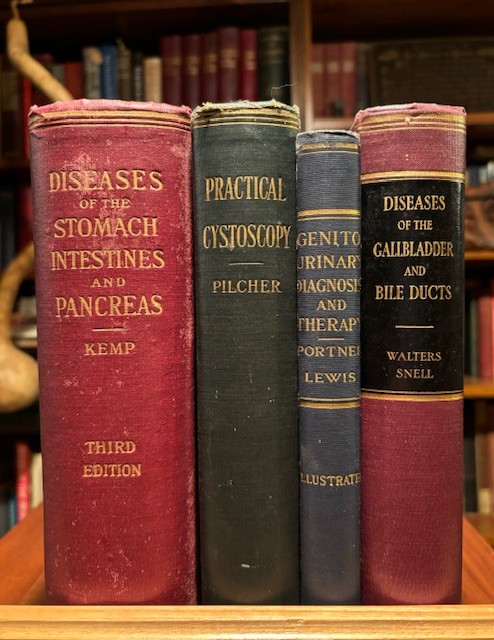 DISEASES
OF THE
STOMACH
INTESTINES
AND
PANCREAS
KEMP
THIRD
EDITION
PRACTICAL
CYSTOSCOPY
PILCHER
GENITO
URINARY
DIAGNOSIS
AND
THERAPY
PORTNER
LEWIS
ILLUSTRATED
DISEASES
OF THE
GALLBLADDER
AND
BILE DUCTS
WALTERS
SNELL